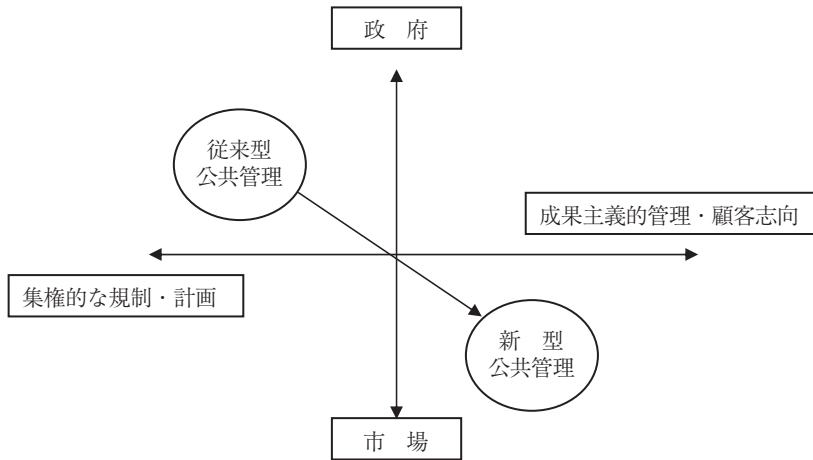 政　府
従来型
公共管理
成果主義的管理・顧客志向
集権的な規制・計画
新　型
公共管理
市　場